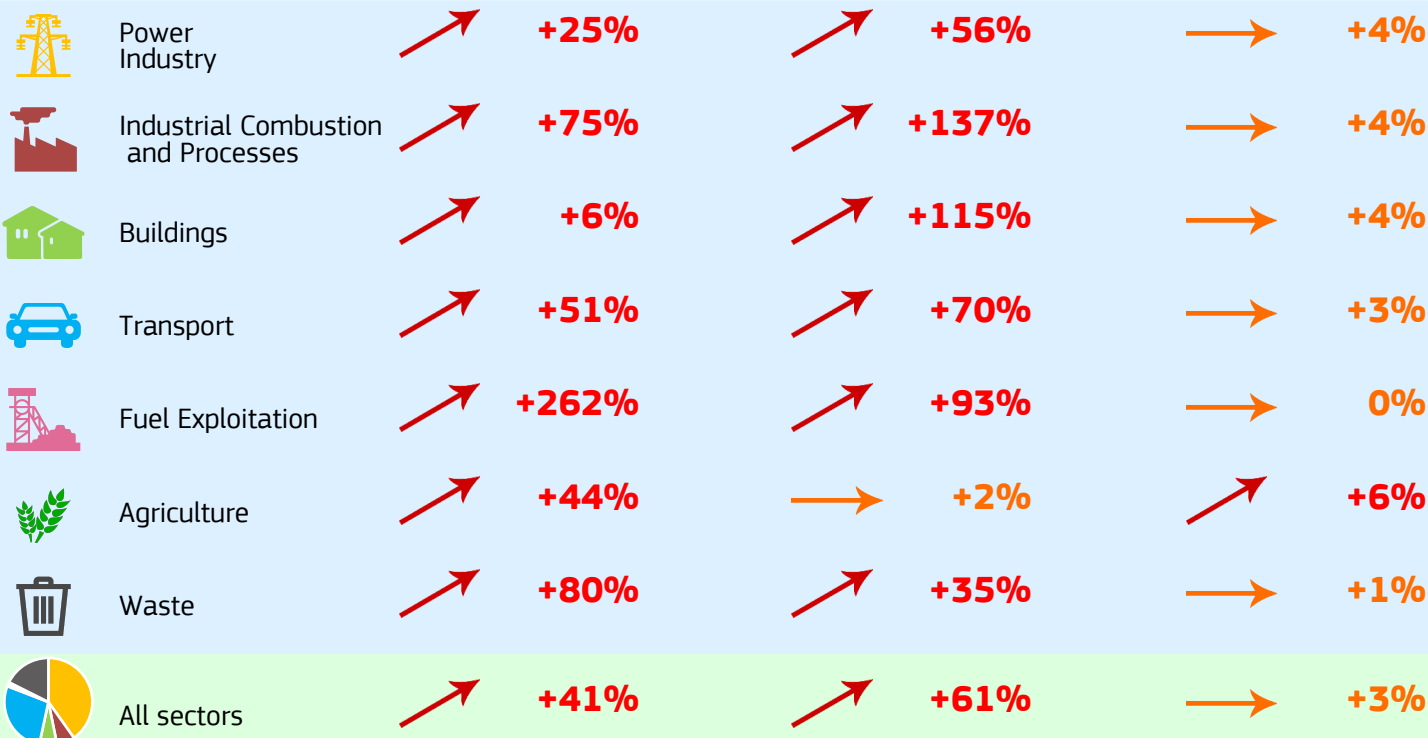 Power
Industry
+25%
+56%
+4%
Industrial Combustion
and Processes
+75%
+137%
+4%
Buildings
+6%
+115%
+4%
Transport
+51%
+70%
+3%
Fuel Exploitation
+262%
+93%
0%
Agriculture
+44%
+2%
+6%
Waste
+80%
+35%
+1%
All sectors
+41%
+61%
+3%